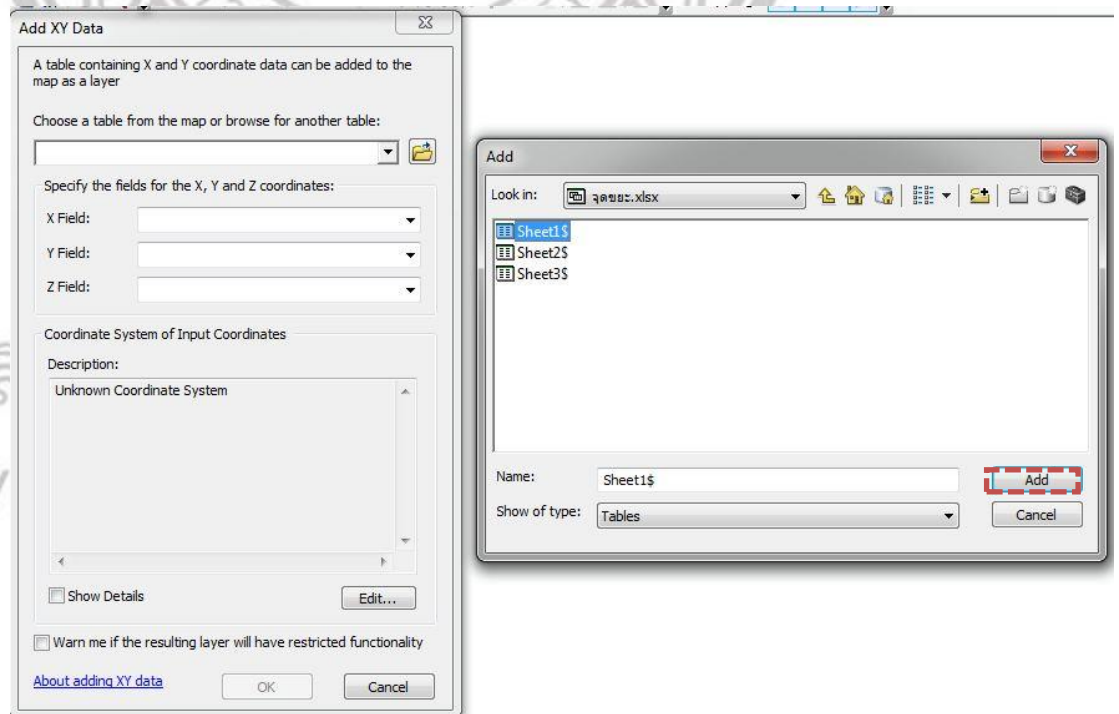 Add XY Data
A table containing X and Y coordinate data can be added to the
map as a layer
Choose a table from the map or browse for another table:
Specify the fields for the X, Y and Z coordinates:
X Field:
Y Field:
Z Field:
Coordinate System of Input Coordinates
Description:
Unknown Coordinate System
Show Details
Edit...
Warn me if the resulting layer will have restricted functionality
About adding XY data
OK
Cancel
Add
Look in:
จุดขยะ.xlsx
Sheet1$
Sheet2$
Sheet3$
Name:
Sheet1$
Add
Show of type:
Tables
Cancel